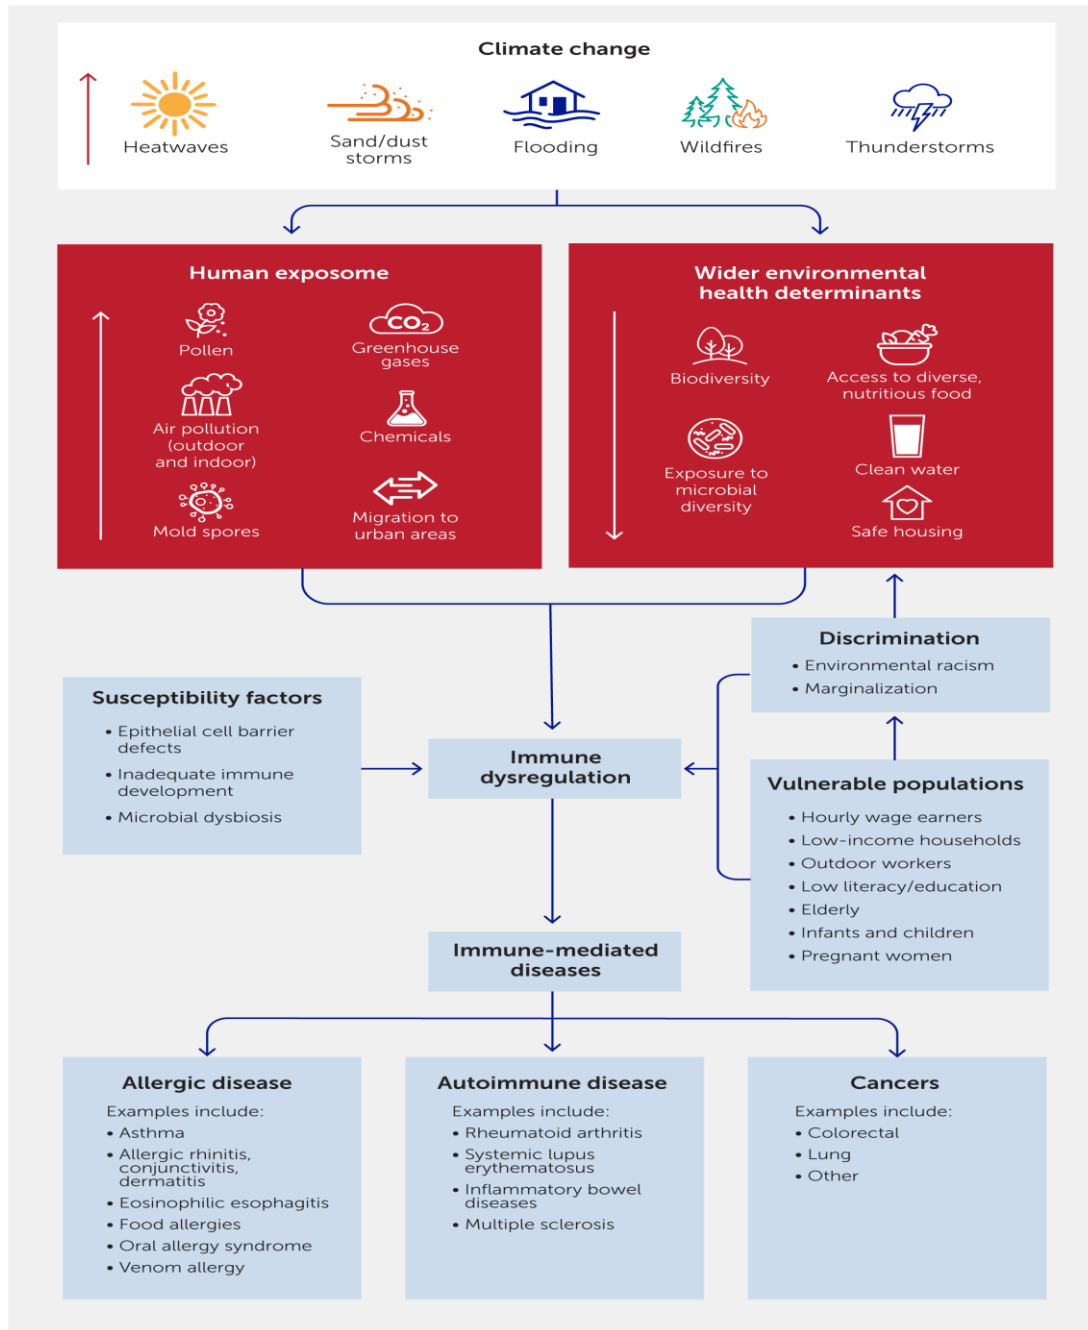 Climate change
Heatwaves
Sand/dust
storms
Flooding
Wildfires
Thunderstorms
Human exposome
Pollen
CO₂
Greenhouse
gases
Air pollution
(outdoor
and indoor)
Chemicals
Mold spores
Migration to
urban areas
Wider environmental
health determinants
Biodiversity
Access to diverse,
nutritious food
Exposure to
microbial
diversity
Clean water
Safe housing
Discrimination
• Environmental racism
• Marginalization
Susceptibility factors
• Epithelial cell barrier
defects
• Inadequate immune
development
• Microbial dysbiosis
Immune
dysregulation
Vulnerable populations
• Hourly wage earners
• Low-income households
• Outdoor workers
• Low literacy/education
• Elderly
• Infants and children
• Pregnant women
Immune-mediated
diseases
Allergic disease
Examples include:
• Asthma
• Allergic rhinitis,
conjunctivitis,
dermatitis
• Eosinophilic esophagitis
• Food allergies
• Oral allergy syndrome
• Venom allergy
Autoimmune disease
Examples include:
• Rheumatoid arthritis
• Systemic lupus
erythematosus
• Inflammatory bowel
diseases
• Multiple sclerosis
Cancers
Examples include:
• Colorectal
• Lung
• Other